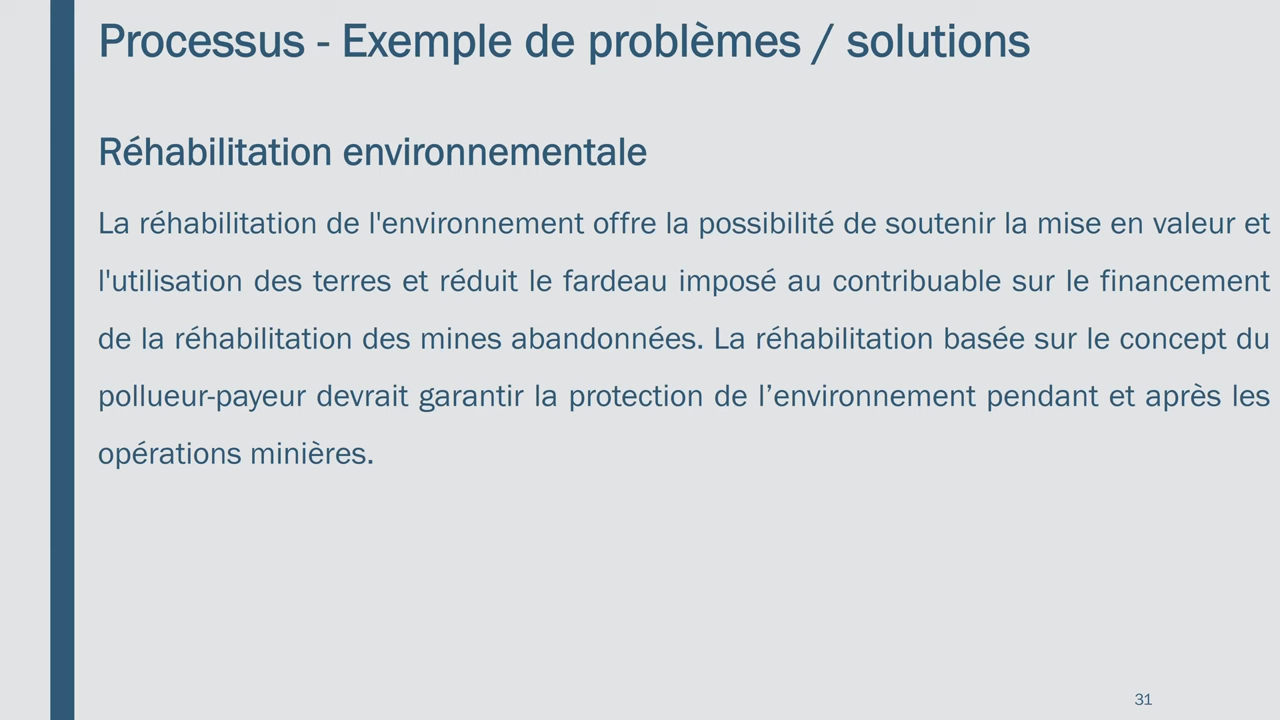 Processus - Exemple de problèmes / solutions
Réhabilitation environnementale
La réhabilitation de l'environnement offre la possibilité de soutenir la mise en valeur et
l'utilisation des terres et réduit le fardeau imposé au contribuable sur le financement
de la réhabilitation des mines abandonnées. La réhabilitation basée sur le concept du
pollueur-payeur devrait garantir la protection de l’environnement pendant et après les
opérations minières.
31